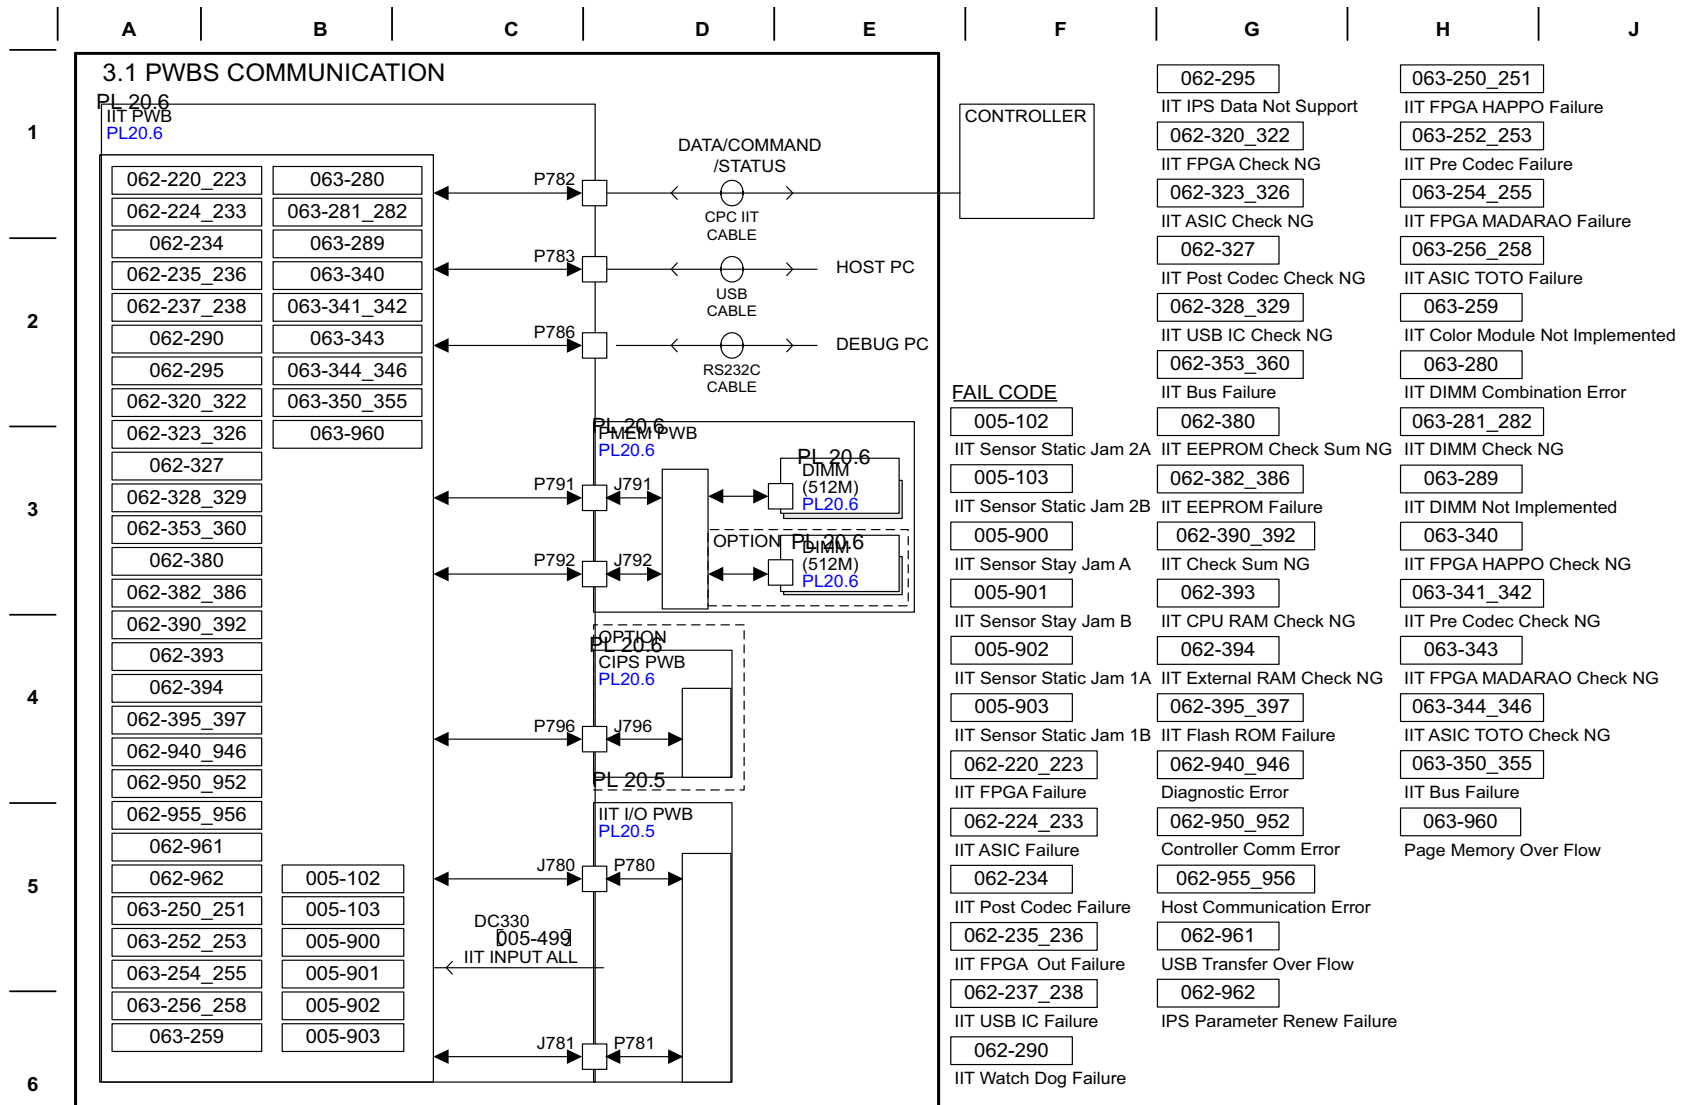 A B C D E F G H J
1
2
3
4
5
6
3.1 PWBS COMMUNICATION
PL 20.6
IIT PWB
PL20.6
062-220_223
062-224_233
062-234
062-235_236
062-237_238
062-290
062-295
062-320_322
062-323_326
062-327
062-328_329
062-353_360
062-380
062-382_386
062-390_392
062-393
062-394
062-395_397
062-940_946
062-950_952
062-955_956
062-961
062-962
063-250_251
063-252_253
063-254_255
063-256_258
063-259
063-280
063-281_282
063-289
063-340
063-341_342
063-343
063-344_346
063-350_355
063-960
005-102
005-103
005-900
005-901
005-902
005-903
P782
DATA/COMMAND
/STATUS
CPC IIT
CABLE
CONTROLLER
P783
USB
CABLE
HOST PC
P786
RS232C
CABLE
DEBUG PC
PL 20.6
PMEM PWB
PL20.6
P791
J791
PL 20.6
DIMM
(512M)
PL20.6
P792
J792
OPTION
PL 20.6
DIMM
(512M)
PL20.6
OPTION
PL 20.6
CIPS PWB
PL20.6
P796
J796
PL 20.5
IIT I/O PWB
PL20.5
J780
P780
DC330
[005-499]
IIT INPUT ALL
J781
P781
FAIL CODE
005-102
IIT Sensor Static Jam 2A
005-103
IIT Sensor Static Jam 2B
005-900
IIT Sensor Stay Jam A
005-901
IIT Sensor Stay Jam B
005-902
IIT Sensor Static Jam 1A
005-903
IIT Sensor Static Jam 1B
062-220_223
IIT FPGA Failure
062-224_233
IIT ASIC Failure
062-234
IIT Post Codec Failure
062-235_236
IIT FPGA Out Failure
062-237_238
IIT USB IC Failure
062-290
IIT Watch Dog Failure
062-295
IIT IPS Data Not Support
062-320_322
IIT FPGA Check NG
062-323_326
IIT ASIC Check NG
062-327
IIT Post Codec Check NG
062-328_329
IIT USB IC Check NG
062-353_360
IIT Bus Failure
062-380
IIT EEPROM Check Sum NG
062-382_386
IIT EEPROM Failure
062-390_392
IIT Check Sum NG
062-393
IIT CPU RAM Check NG
062-394
IIT External RAM Check NG
062-395_397
IIT Flash ROM Failure
062-940_946
Diagnostic Error
062-950_952
Controller Comm Error
062-955_956
Host Communication Error
062-961
USB Transfer Over Flow
062-962
IPS Parameter Renew Failure
063-250_251
IIT FPGA HAPPO Failure
063-252_253
IIT Pre Codec Failure
063-254_255
IIT FPGA MADARAO Failure
063-256_258
IIT ASIC TOTO Failure
063-259
IIT Color Module Not Implemented
063-280
IIT DIMM Combination Error
063-281_282
IIT DIMM Check NG
063-289
IIT DIMM Not Implemented
063-340
IIT FPGA HAPPO Check NG
063-341_342
IIT Pre Codec Check NG
063-343
IIT FPGA MADARAO Check NG
063-344_346
IIT ASIC TOTO Check NG
063-350_355
IIT Bus Failure
063-960
Page Memory Over Flow